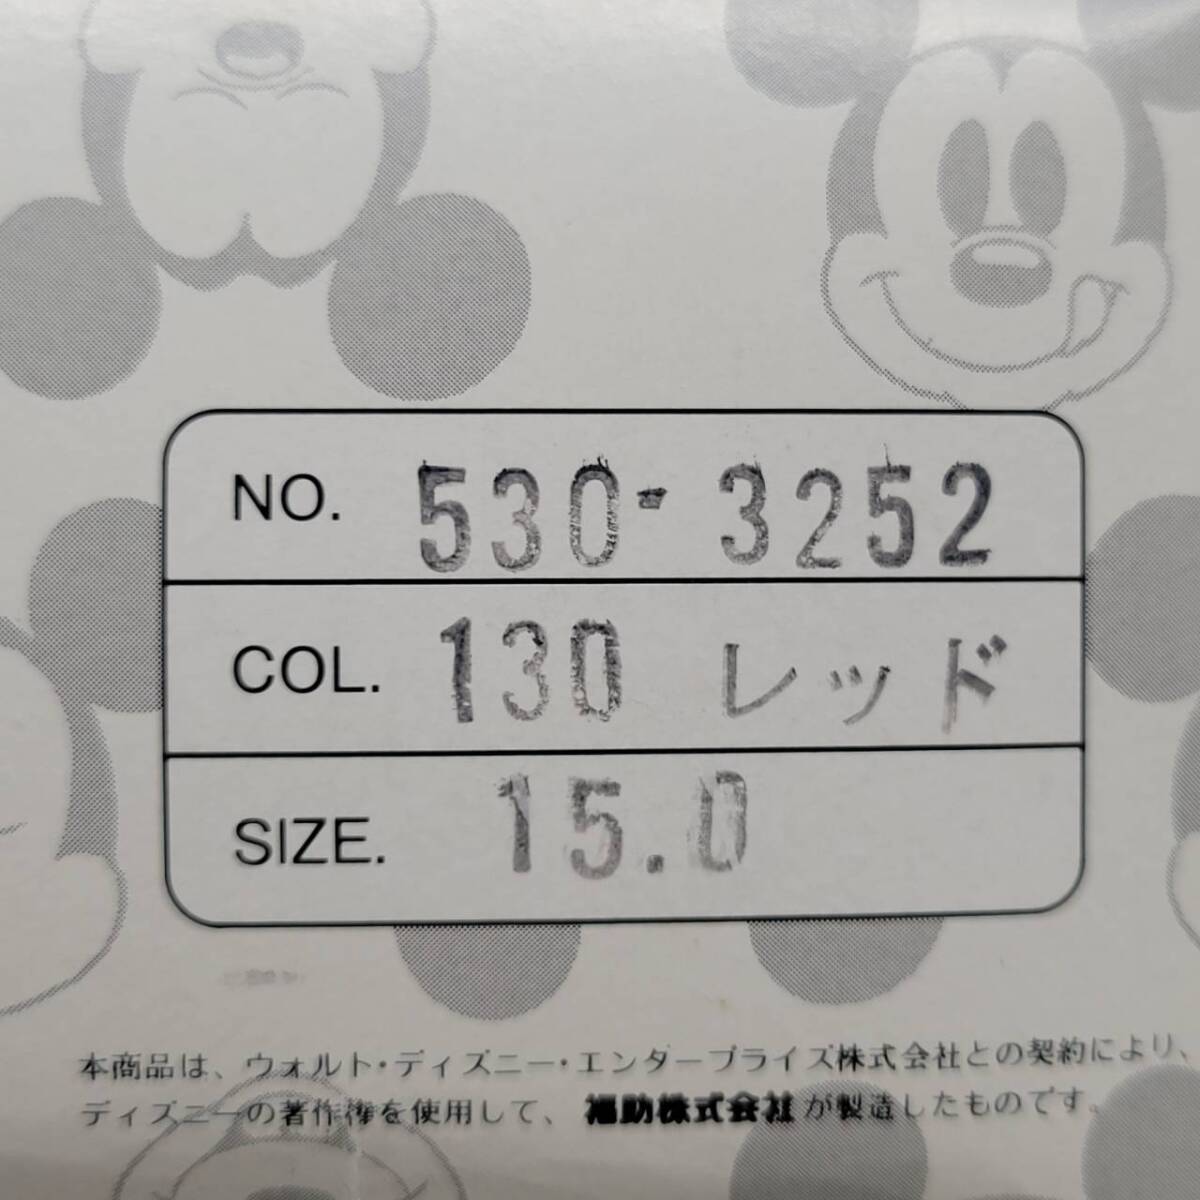 NO. 530-3252
COL. 130 レッド
SIZE. 15.0
本商品は、ウォルト・ディズニー・エンタープライズ株式会社との契約により、
ディズニーの著作権を使用して、福助株式会社が製造したものです。